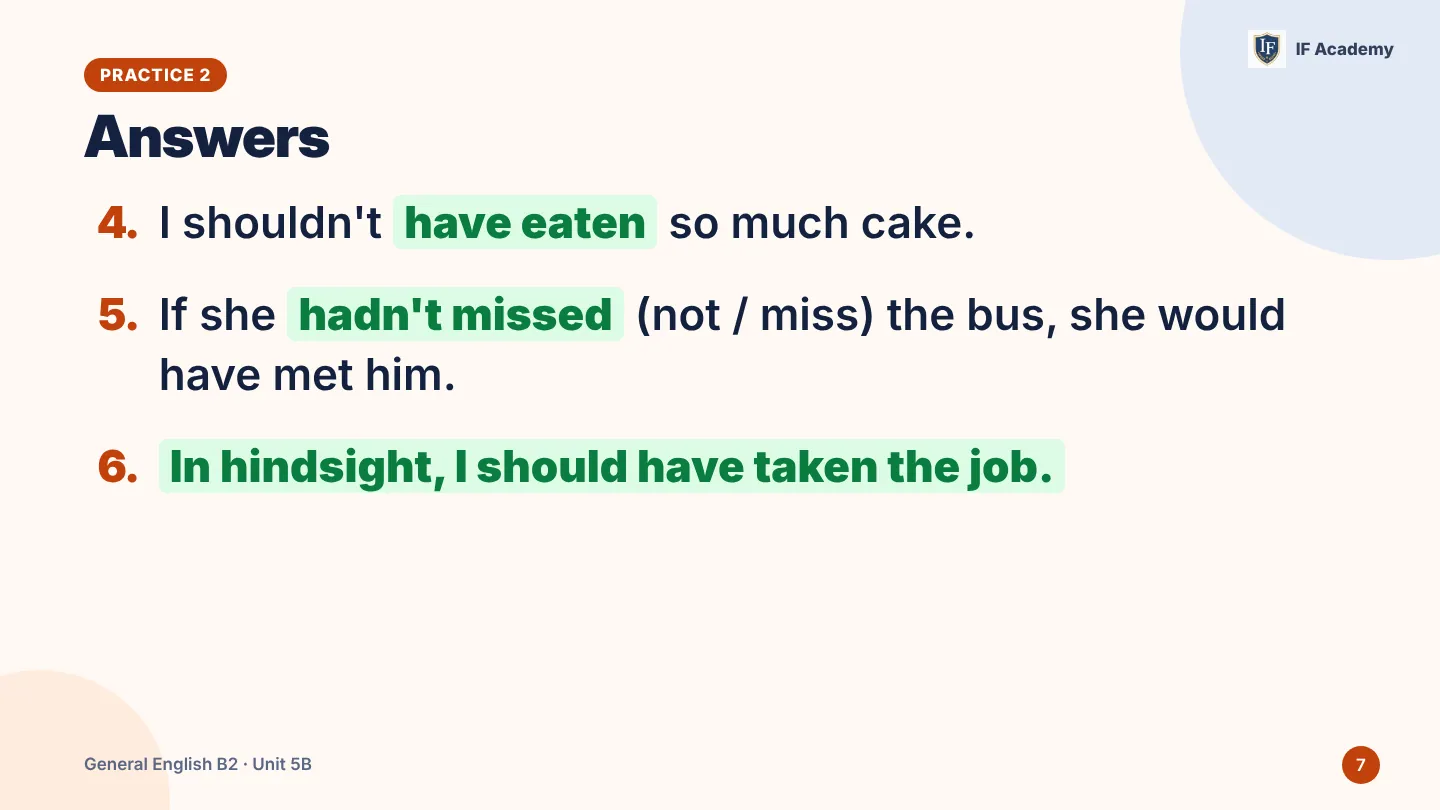 IF
IF Academy
PRACTICE 2
Answers
4. I shouldn't have eaten so much cake.
5. If she hadn't missed (not / miss) the bus, she would
have met him.
6. In hindsight, I should have taken the job.
General English B2 · Unit 5B
7